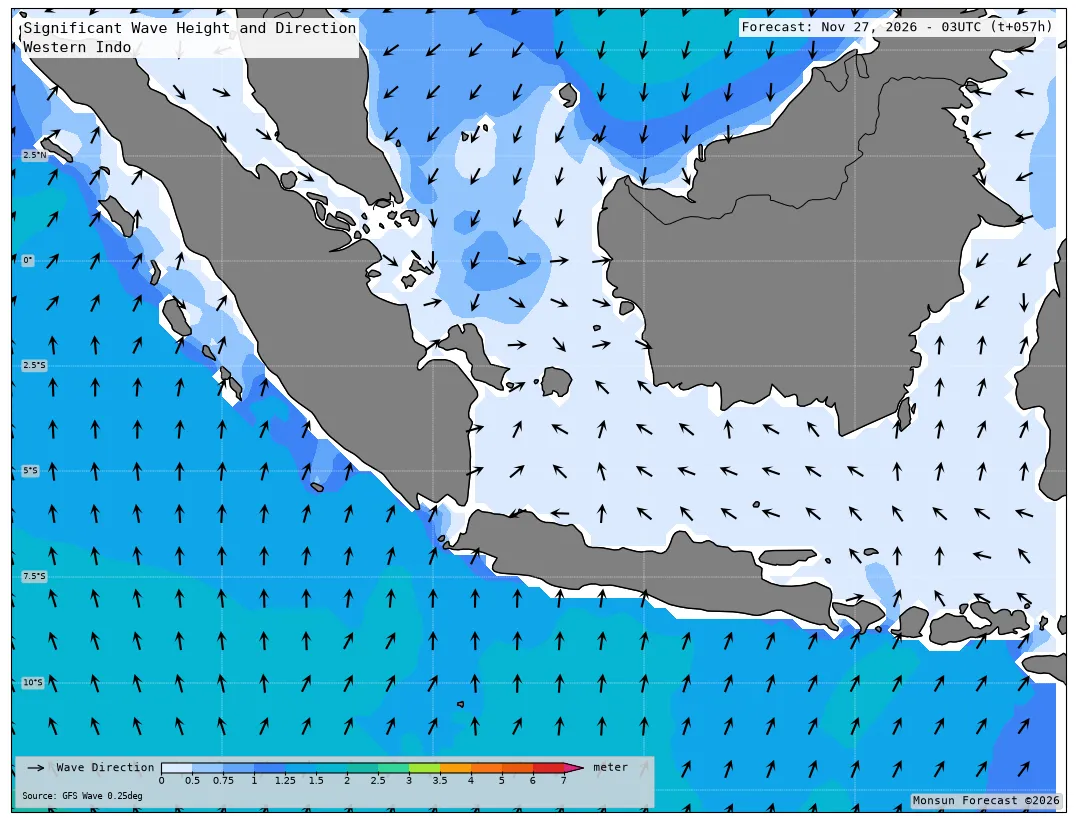 Significant Wave Height and Direction
Western Indo
Forecast: Nov 27, 2026 - 03UTC (t+057h)
2.5°N
0°
2.5°S
5°S
7.5°S
10°S
Wave Direction
meter
0 0.5 0.75 1 1.25 1.5 2 2.5 3 3.5 4 5 6 7
Source: GFS Wave 0.25deg
Monsun Forecast ©2026